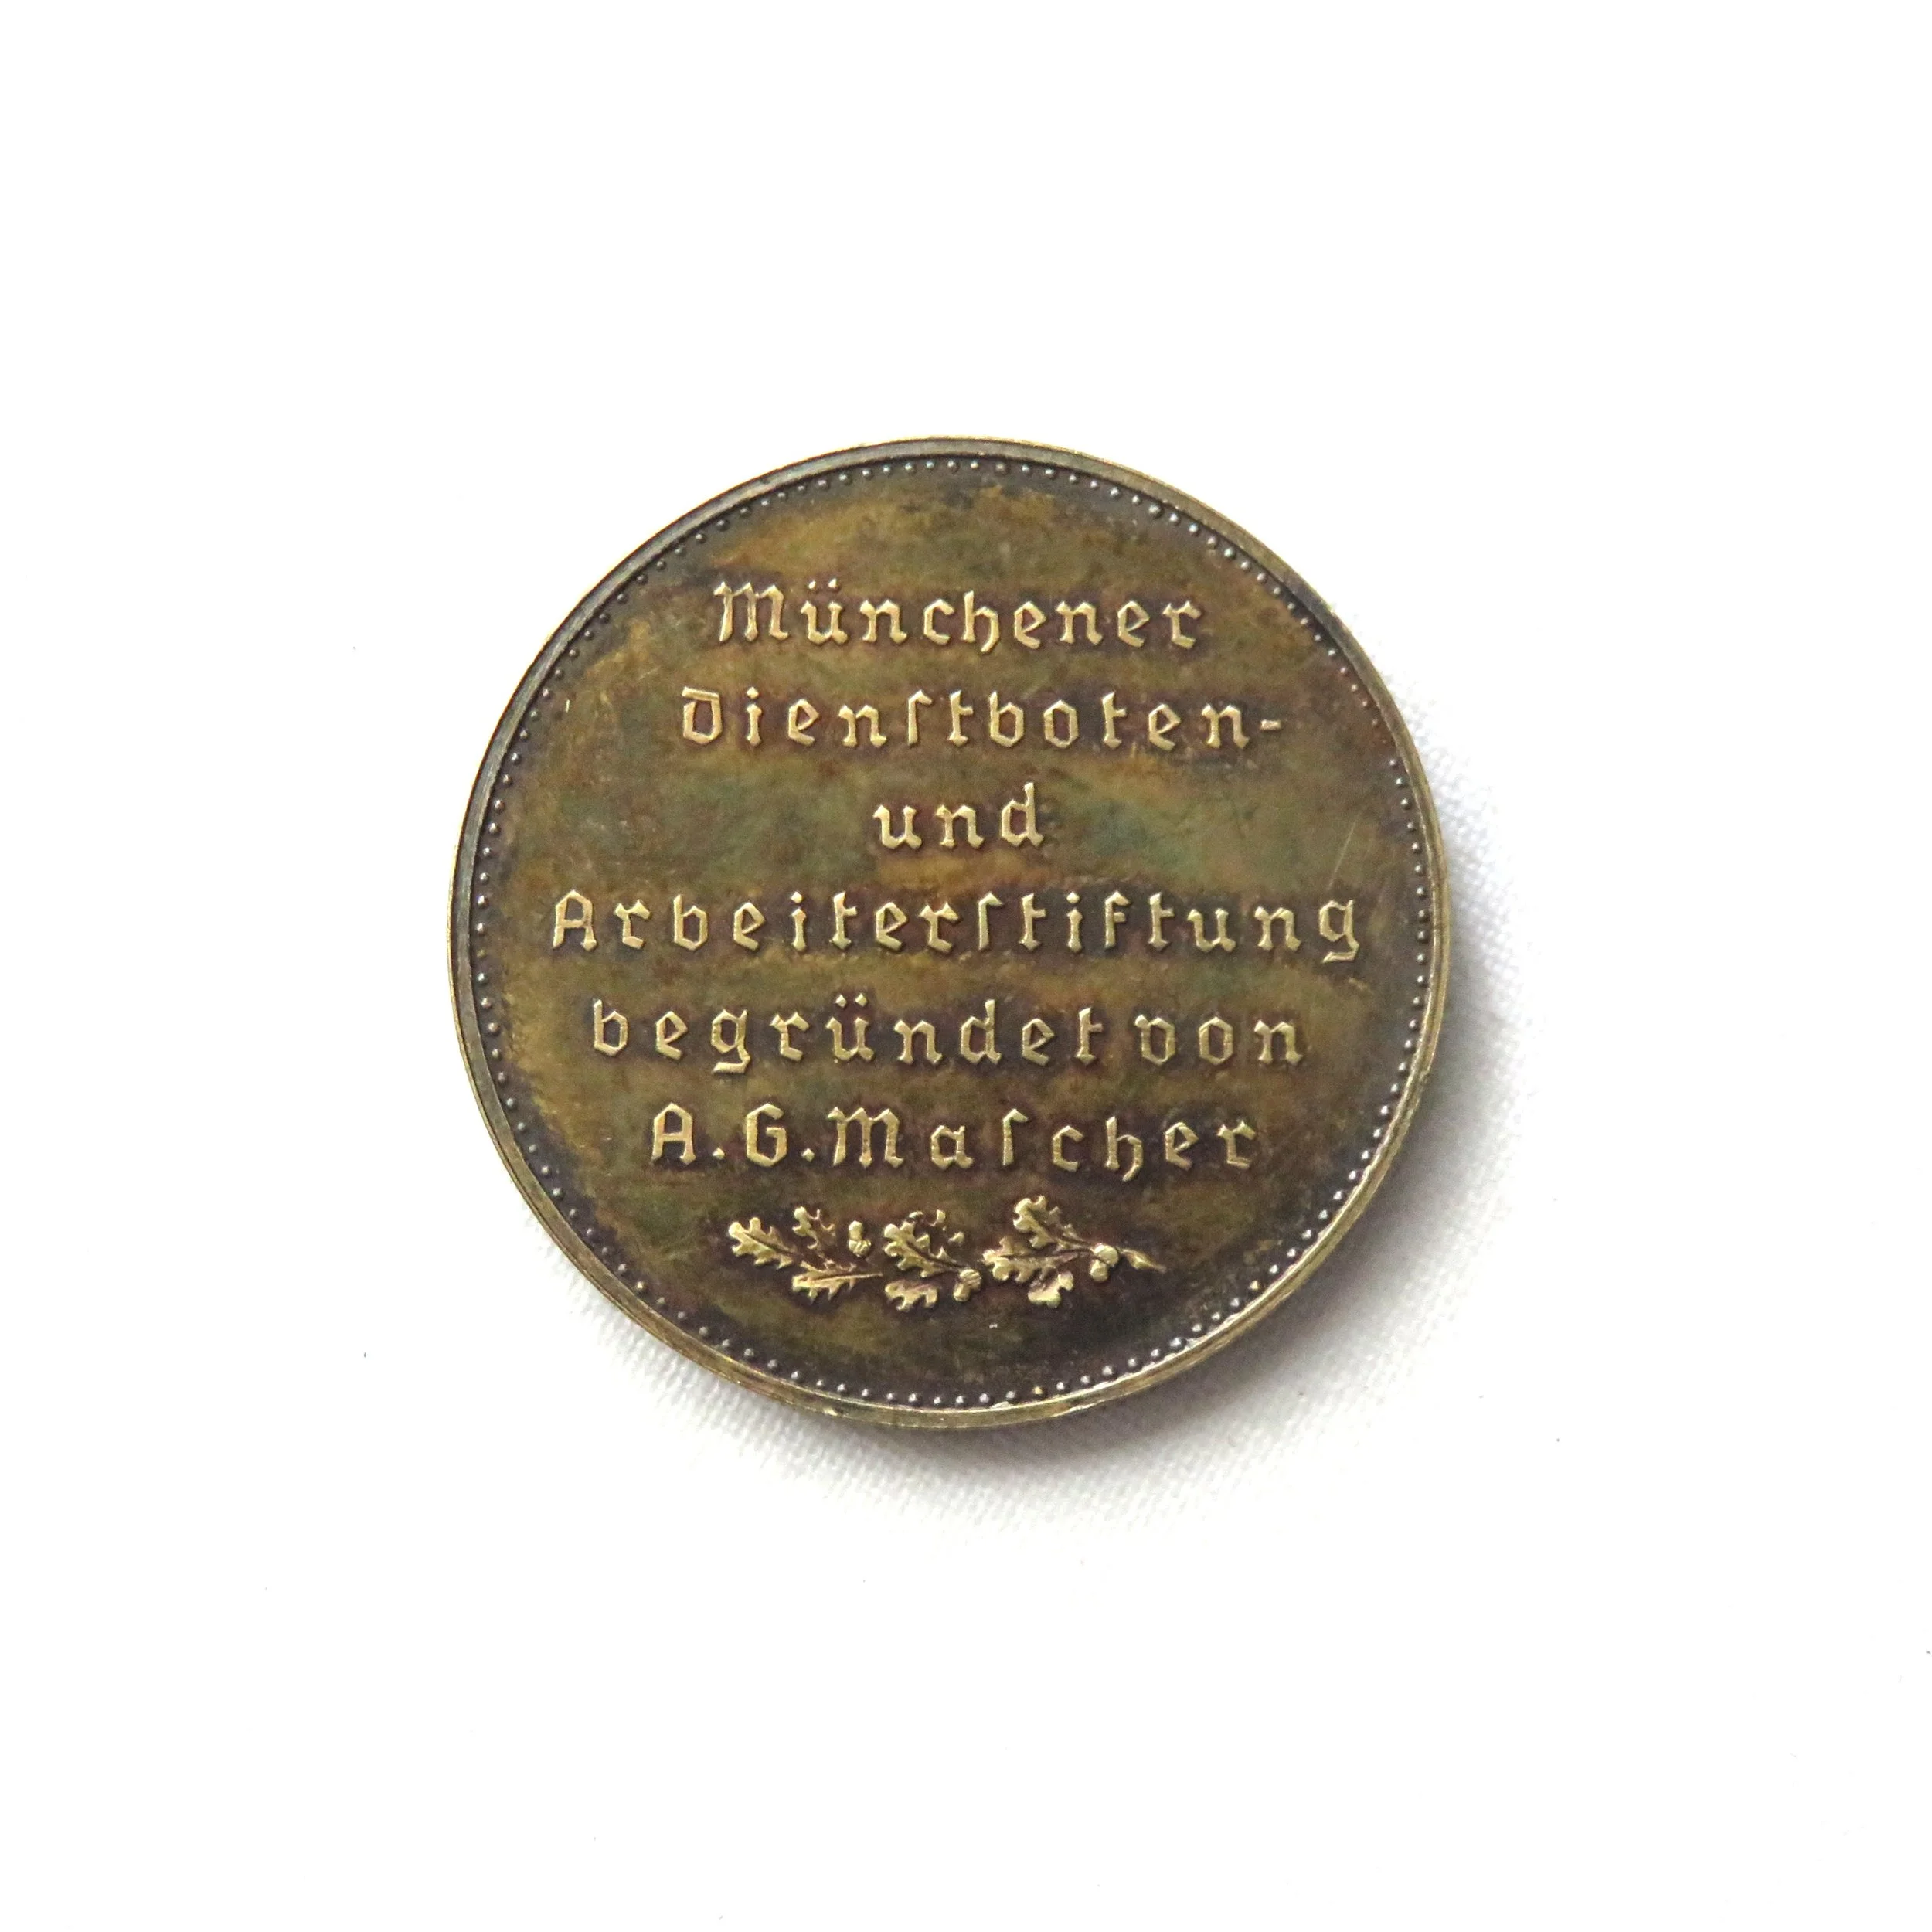 Münchener
Dienſtboten-
und
Arbeiterſtiftung
begründet von
A.G.Maſcher